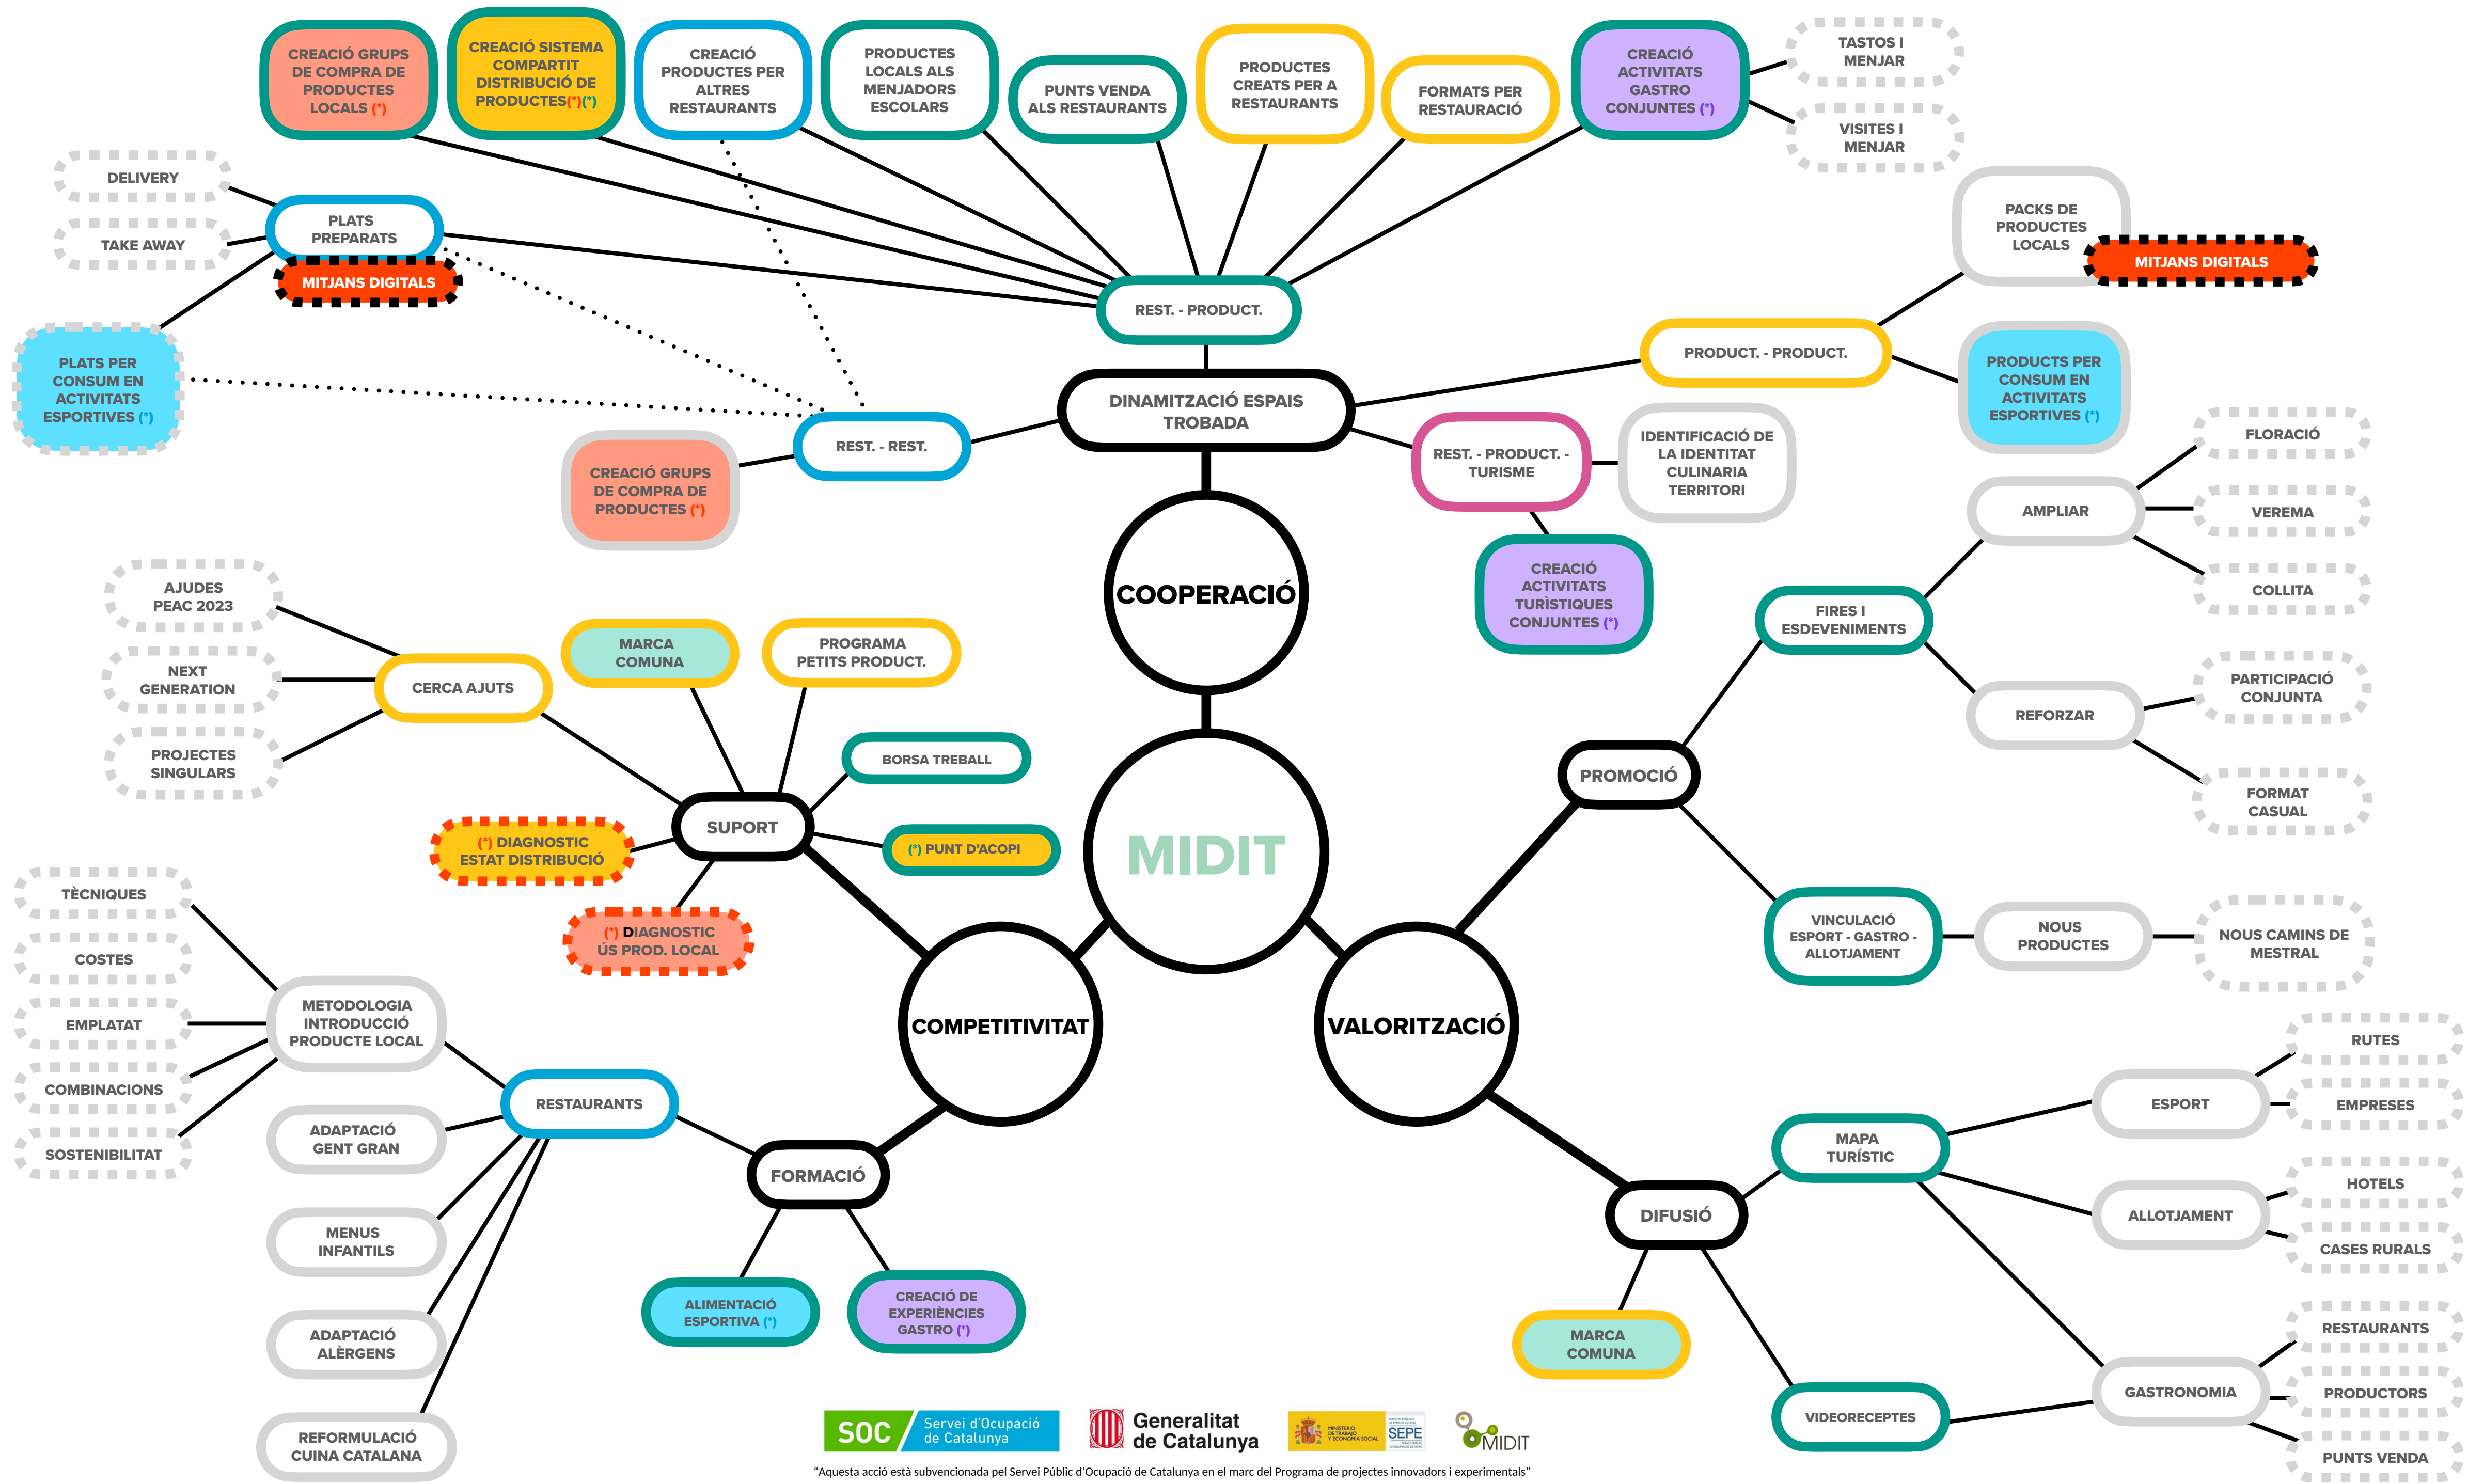 CREACIÓ GRUPS
DE COMPRA DE
PRODUCTES
LOCALS (*)
CREACIÓ SISTEMA
COMPARTIT
DISTRIBUCIÓ DE
PRODUCTES(*)(*)
CREACIÓ
PRODUCTES PER
ALTRES
RESTAURANTS
PRODUCTES
LOCALS ALS
MENJADORS
ESCOLARS
PUNTS VENDA
ALS RESTAURANTS
PRODUCTES
CREATS PER A
RESTAURANTS
FORMATS PER
RESTAURACIÓ
CREACIÓ
ACTIVITATS
GASTRO
CONJUNTES (*)
TASTOS I
MENJAR
VISITES I
MENJAR
DELIVERY
TAKE AWAY
PLATS
PREPARATS
MITJANS DIGITALS
PLATS PER
CONSUM EN
ACTIVITATS
ESPORTIVES (*)
REST. - PRODUCT.
PACKS DE
PRODUCTES
LOCALS
MITJANS DIGITALS
PRODUCT. - PRODUCT.
PRODUCTS PER
CONSUM EN
ACTIVITATS
ESPORTIVES (*)
DINAMITZACIÓ ESPAIS
TROBADA
REST. - REST.
CREACIÓ GRUPS
DE COMPRA DE
PRODUCTES (*)
REST. - PRODUCT. -
TURISME
IDENTIFICACIÓ DE
LA IDENTITAT
CULINARIA
TERRITORI
CREACIÓ
ACTIVITATS
TURÌSTIQUES
CONJUNTES (*)
COOPERACIÓ
FLORACIÓ
AMPLIAR
VEREMA
COLLITA
FIRES I
ESDEVENIMENTS
REFORZAR
PARTICIPACIÓ
CONJUNTA
FORMAT
CASUAL
PROMOCIÓ
VINCULACIÓ
ESPORT - GASTRO -
ALLOTJAMENT
NOUS
PRODUCTES
NOUS CAMINS DE
MESTRAL
AJUDES
PEAC 2023
NEXT
GENERATION
PROJECTES
SINGULARS
CERCA AJUTS
MARCA
COMUNA
PROGRAMA
PETITS PRODUCT.
BORSA TREBALL
SUPORT
(*) PUNT D'ACOPI
(*) DIAGNOSTIC
ESTAT DISTRIBUCIÓ
(*) DIAGNOSTIC
ÚS PROD. LOCAL
MIDIT
COMPETITIVITAT
VALORITZACIÓ
TÈCNIQUES
COSTES
EMPLATAT
COMBINACIONS
SOSTENIBILITAT
METODOLOGIA
INTRODUCCIÓ
PRODUCTE LOCAL
RESTAURANTS
ADAPTACIÓ
GENT GRAN
MENUS
INFANTILS
ADAPTACIÓ
ALÈRGENS
REFORMULACIÓ
CUINA CATALANA
FORMACIÓ
ALIMENTACIÓ
ESPORTIVA (*)
CREACIÓ DE
EXPERIÈNCIES
GASTRO (*)
DIFUSIÓ
MAPA
TURÍSTIC
MARCA
COMUNA
VIDEORECEPTES
ESPORT
RUTES
EMPRESES
ALLOTJAMENT
HOTELS
CASES RURALS
GASTRONOMIA
RESTAURANTS
PRODUCTORS
PUNTS VENDA
SOC
Servei d'Ocupació
de Catalunya
Generalitat
de Catalunya
MINISTERIO
DE TRABAJO
Y ECONOMÍA SOCIAL
SEPE
MIDIT
"Aquesta acció està subvencionada pel Servei Públic d'Ocupació de Catalunya en el marc del Programa de projectes innovadors i experimentals"